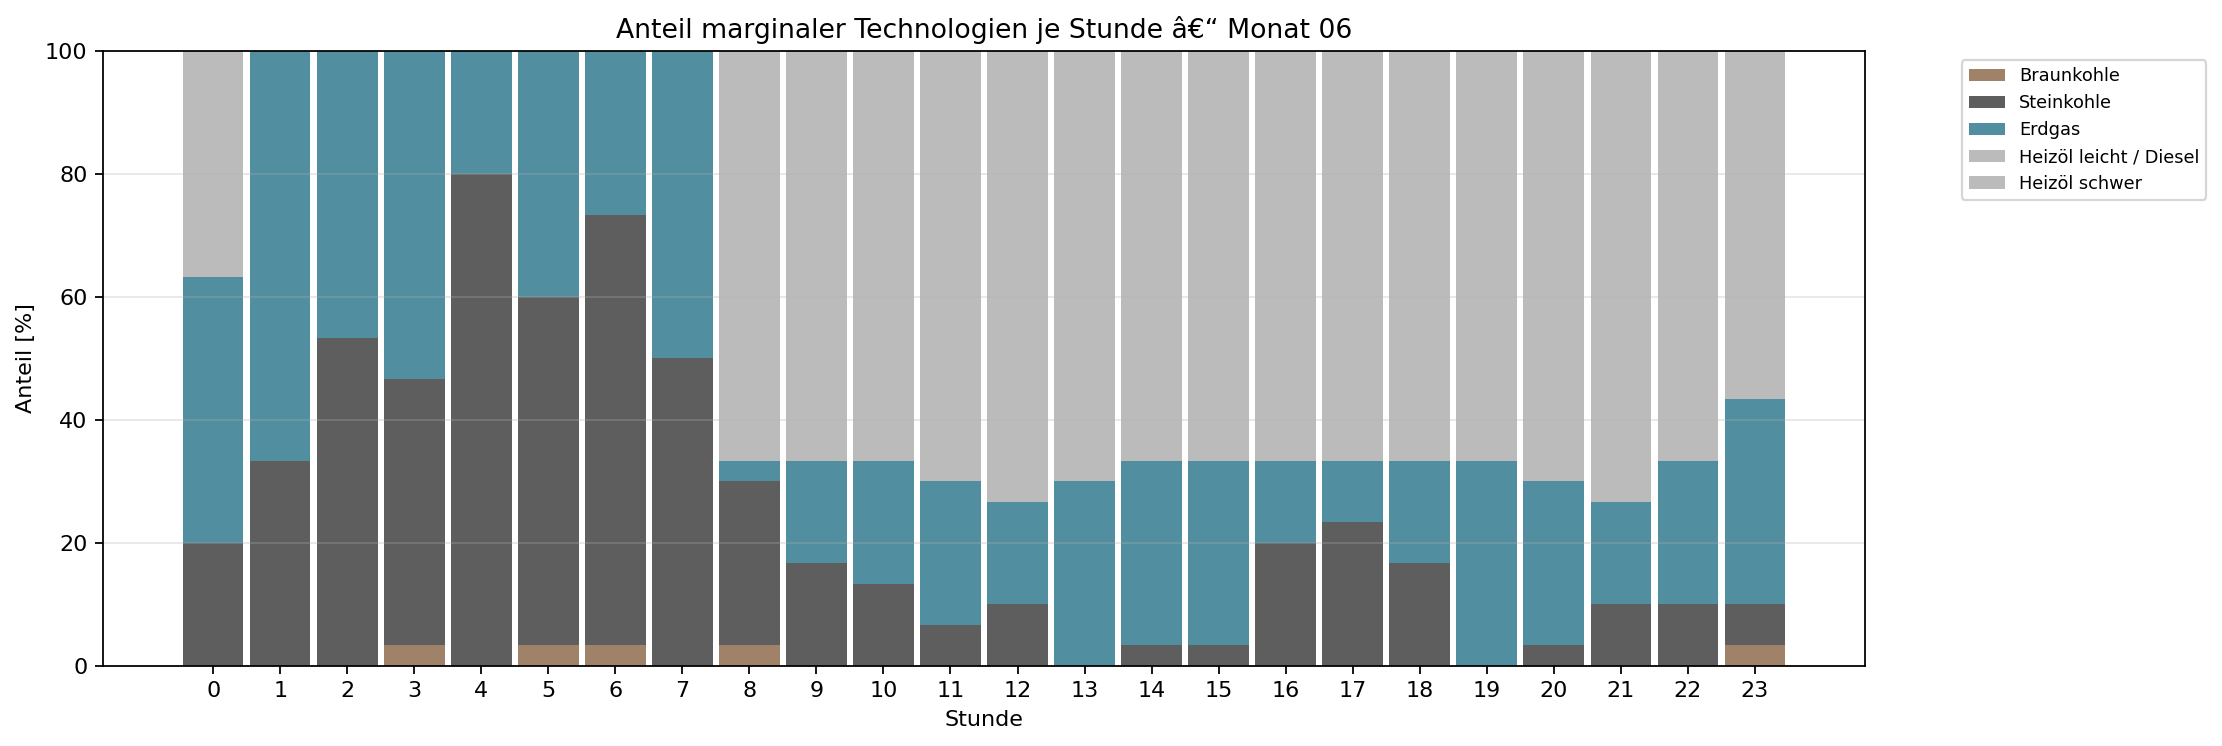 Anteil marginaler Technologien je Stunde â€“ Monat 06
Anteil [%]
100
80
60
40
20
0
0 1 2 3 4 5 6 7 8 9 10 11 12 13 14 15 16 17 18 19 20 21 22 23
Stunde
Braunkohle
Steinkohle
Erdgas
Heizöl leicht / Diesel
Heizöl schwer